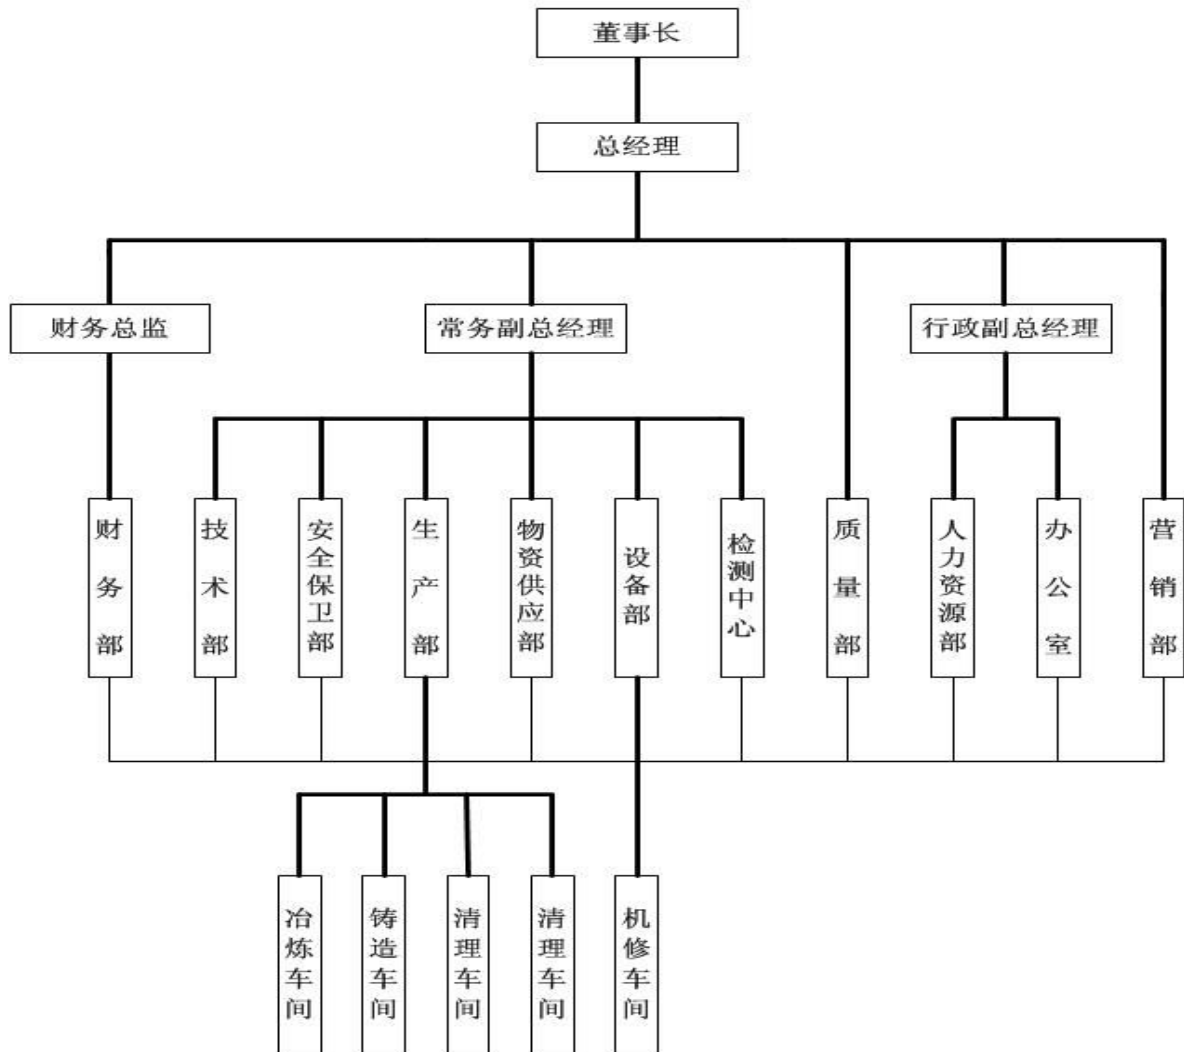 董事长
总经理
财务总监
常务副总经理
行政副总经理
财务部
技术部
安全保卫部
生产部
物资供应部
设备部
检测中心
质量部
人力资源部
办公室
营销部
冶炼车间
铸造车间
清理车间
清理车间
机修车间